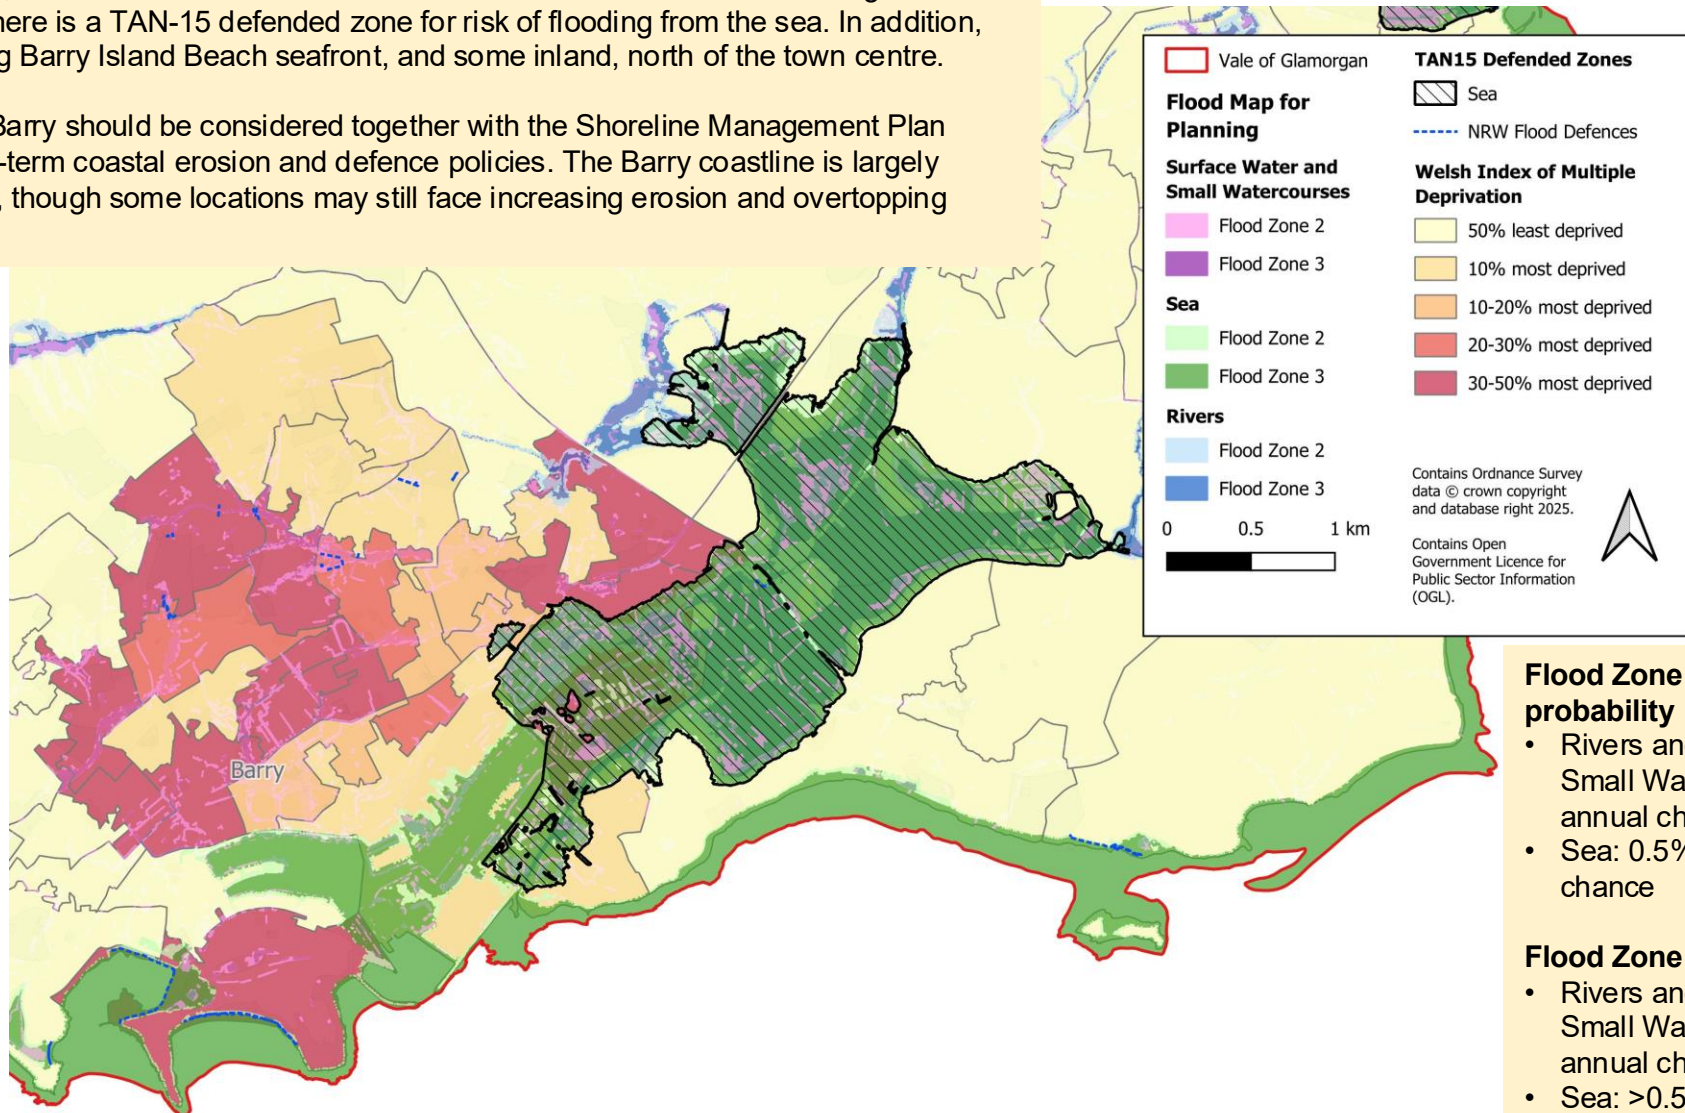 here is a TAN-15 defended zone for risk of flooding from the sea. In addition,
g Barry Island Beach seafront, and some inland, north of the town centre.
Barry should be considered together with the Shoreline Management Plan
-term coastal erosion and defence policies. The Barry coastline is largely
, though some locations may still face increasing erosion and overtopping
Vale of Glamorgan
Flood Map for
Planning
Surface Water and
Small Watercourses
Flood Zone 2
Flood Zone 3
Sea
Flood Zone 2
Flood Zone 3
Rivers
Flood Zone 2
Flood Zone 3
0 0.5 1 km
TAN15 Defended Zones
Sea
NRW Flood Defences
Welsh Index of Multiple
Deprivation
50% least deprived
10% most deprived
10-20% most deprived
20-30% most deprived
30-50% most deprived
Contains Ordnance Survey
data © crown copyright
and database right 2025.
Contains Open
Government Licence for
Public Sector Information
(OGL).
Barry
Flood Zone
probability
• Rivers an
Small Wa
annual ch
• Sea: 0.5%
chance
Flood Zone
• Rivers an
Small Wa
annual ch
• Sea: >0.5